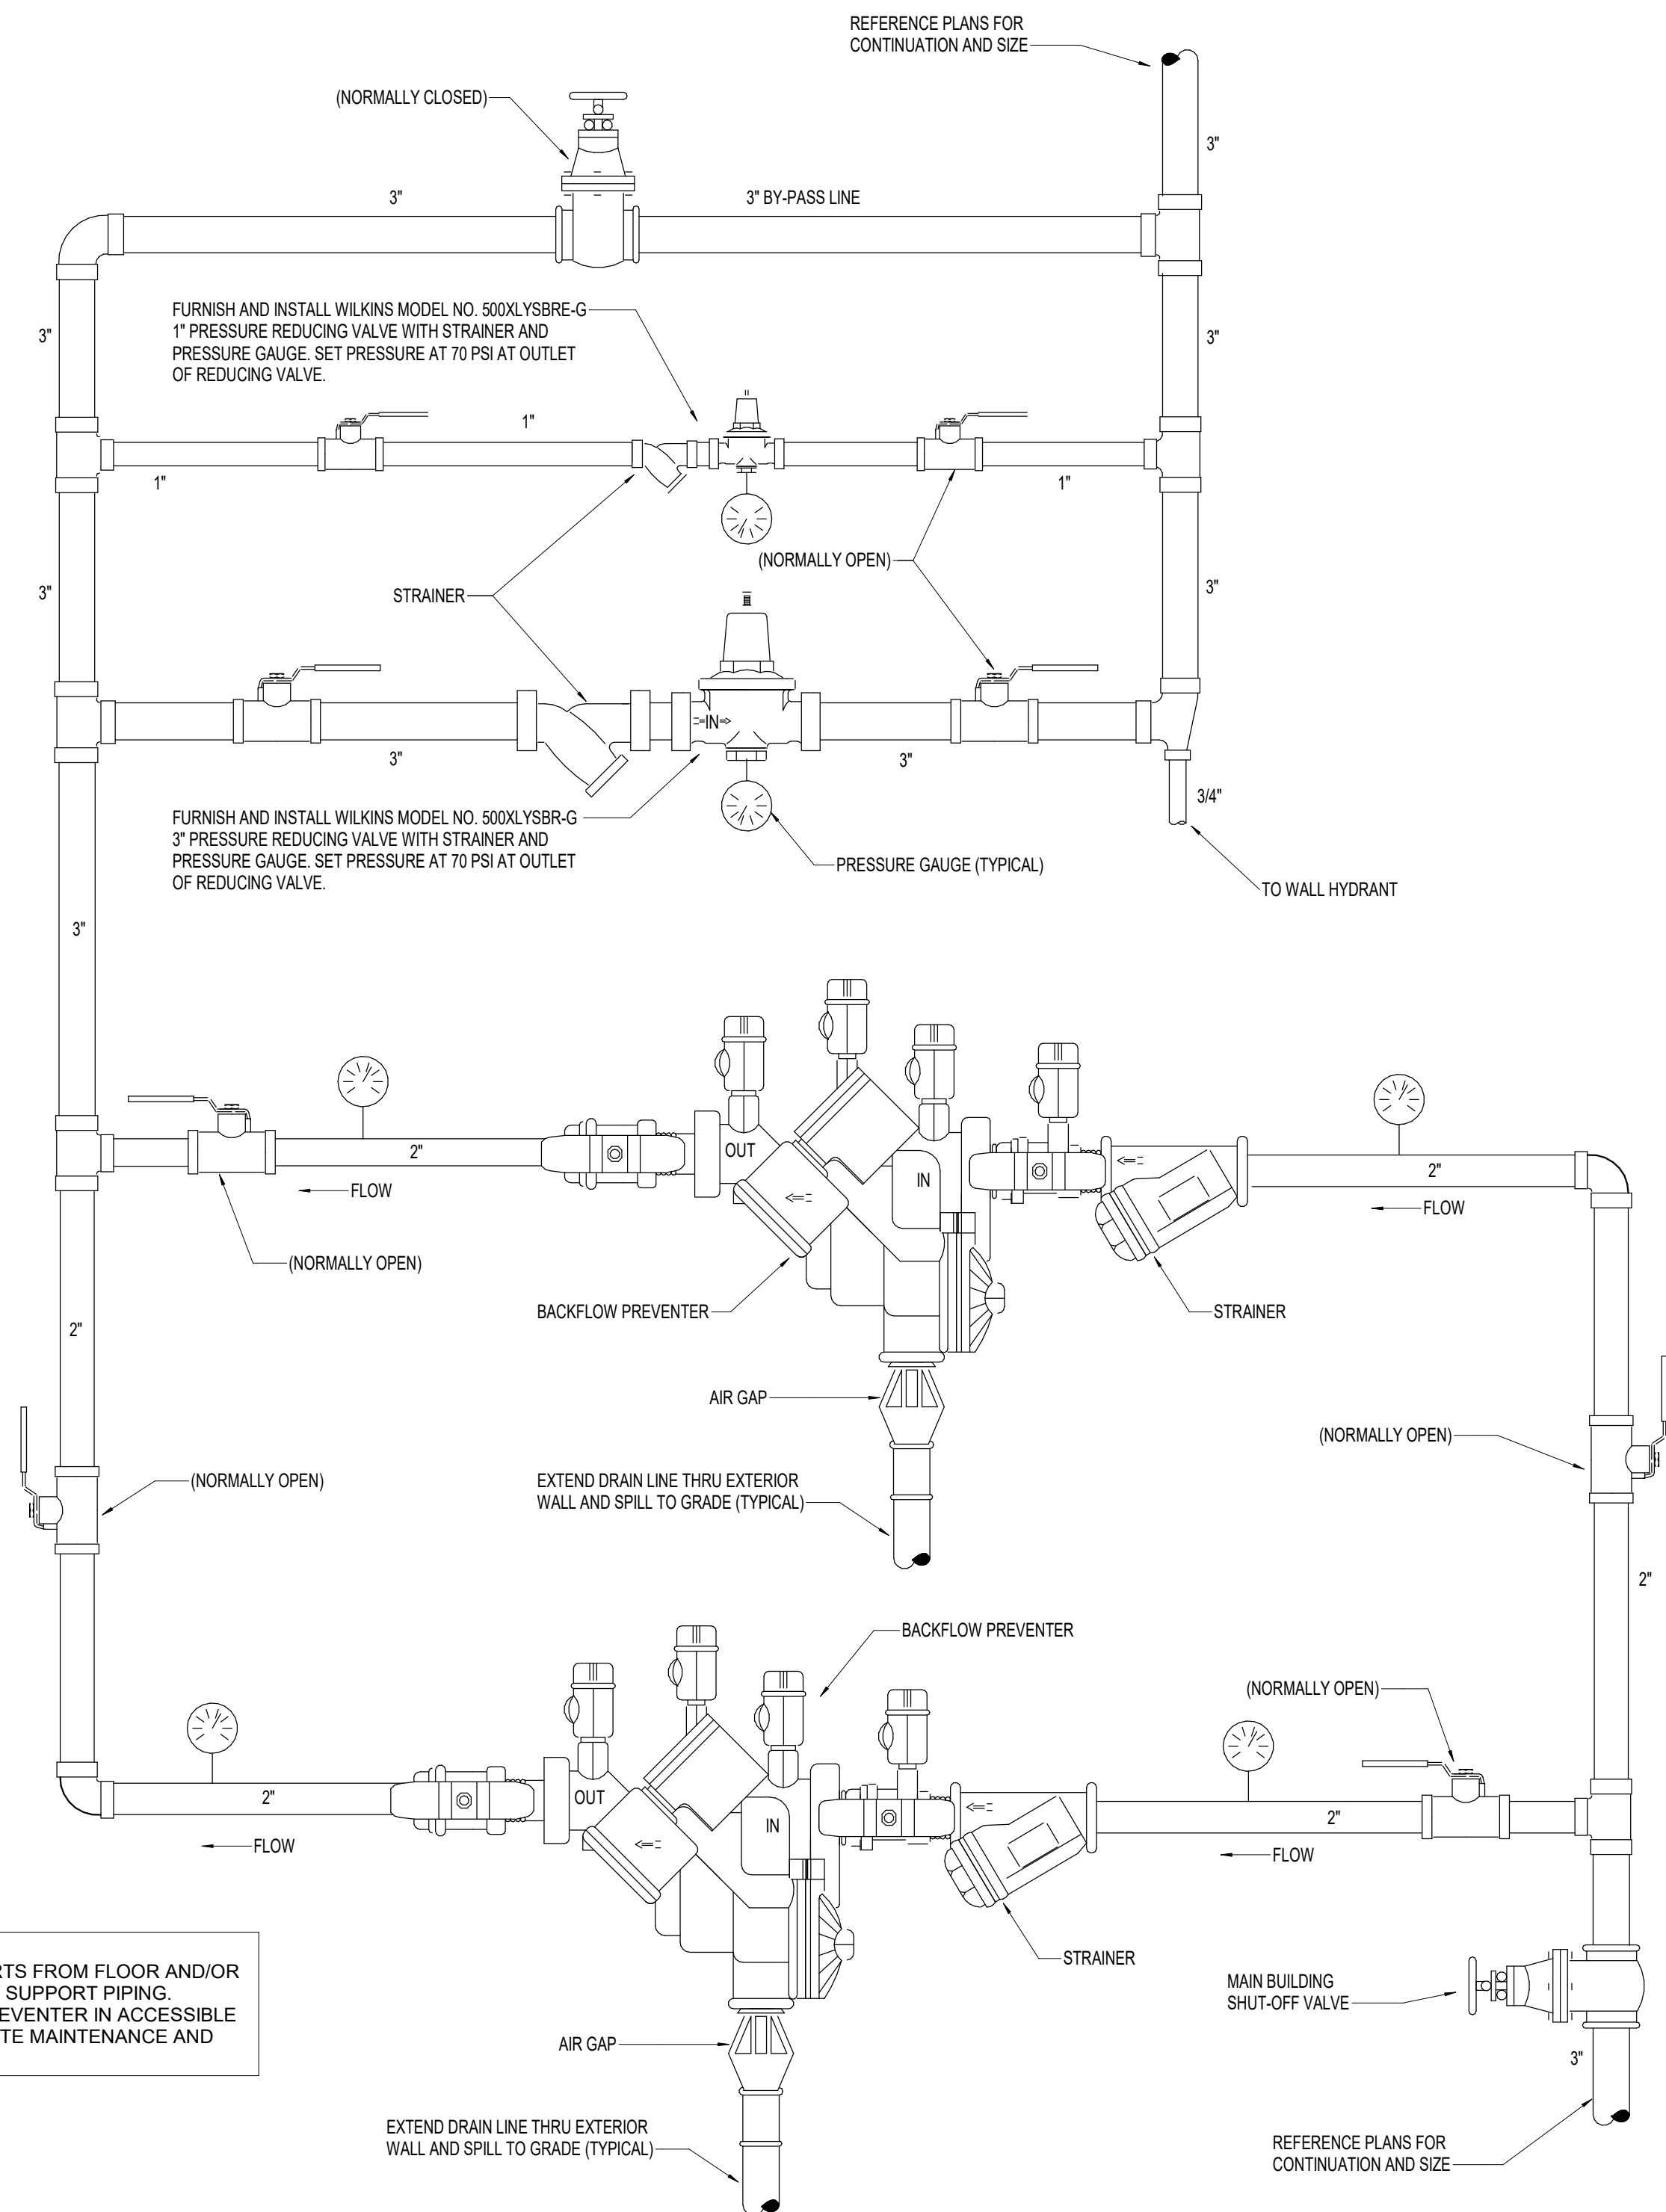 REFERENCE PLANS FOR
CONTINUATION AND SIZE
(NORMALLY CLOSED)
3"
3"
3" BY-PASS LINE
FURNISH AND INSTALL WILKINS MODEL NO. 500XLYSBRE-G
1" PRESSURE REDUCING VALVE WITH STRAINER AND
PRESSURE GAUGE. SET PRESSURE AT 70 PSI AT OUTLET
OF REDUCING VALVE.
3"
3"
1"
1"
1"
(NORMALLY OPEN)
STRAINER
3"
3"
IN
3"
3"
3/4"
FURNISH AND INSTALL WILKINS MODEL NO. 500XLYSBR-G
3" PRESSURE REDUCING VALVE WITH STRAINER AND
PRESSURE GAUGE. SET PRESSURE AT 70 PSI AT OUTLET
OF REDUCING VALVE.
PRESSURE GAUGE (TYPICAL)
TO WALL HYDRANT
3"
2"
OUT
IN
2"
FLOW
FLOW
(NORMALLY OPEN)
BACKFLOW PREVENTER
STRAINER
2"
AIR GAP
(NORMALLY OPEN)
(NORMALLY OPEN)
EXTEND DRAIN LINE THRU EXTERIOR
WALL AND SPILL TO GRADE (TYPICAL)
2"
BACKFLOW PREVENTER
(NORMALLY OPEN)
2"
OUT
IN
2"
FLOW
FLOW
STRAINER
RTS FROM FLOOR AND/OR
SUPPORT PIPING.
EVENTER IN ACCESSIBLE
TE MAINTENANCE AND
MAIN BUILDING
SHUT-OFF VALVE
AIR GAP
3"
EXTEND DRAIN LINE THRU EXTERIOR
WALL AND SPILL TO GRADE (TYPICAL)
REFERENCE PLANS FOR
CONTINUATION AND SIZE